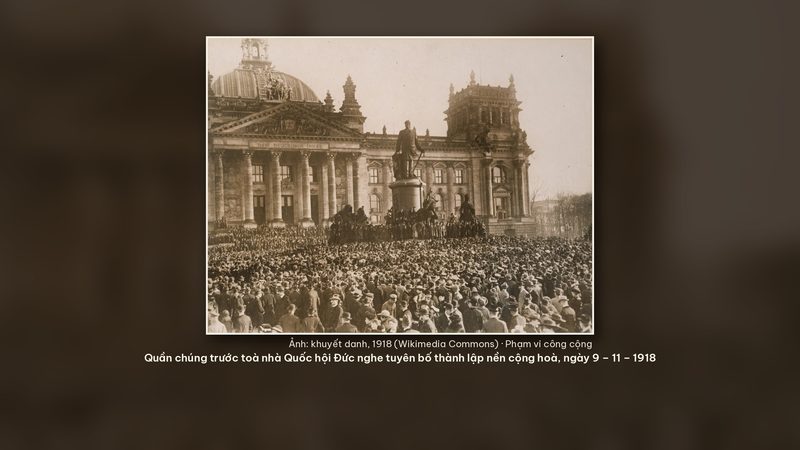 Ảnh: khuyết danh, 1918 (Wikimedia Commons) · Phạm vi công cộng
Quần chúng trước toà nhà Quốc hội Đức nghe tuyên bố thành lập nền cộng hoà, ngày 9 – 11 – 1918